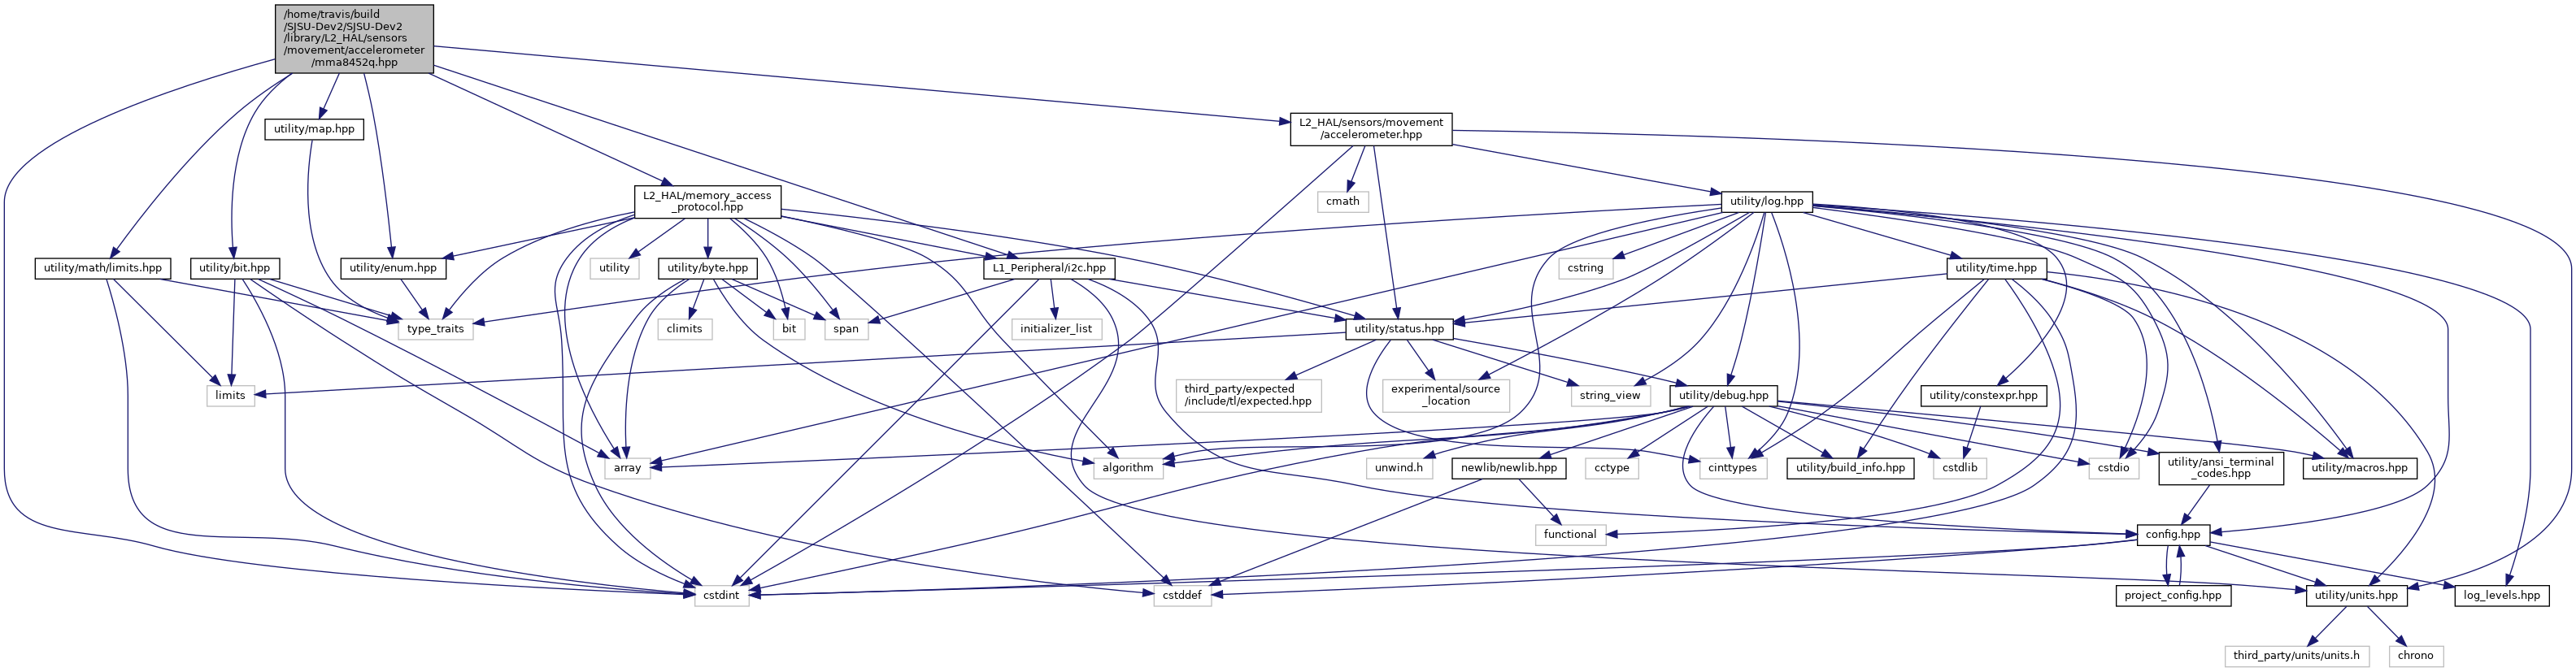 /home/travis/build
/SJSU-Dev2/SJSU-Dev2
/library/L2_HAL/sensors
/movement/accelerometer
/mma8452q.hpp
L2_HAL/sensors/movement
/accelerometer.hpp
utility/map.hpp
L2_HAL/memory_access
_protocol.hpp
cmath
utility/log.hpp
utility/math/limits.hpp
utility/bit.hpp
utility/enum.hpp
utility
utility/byte.hpp
L1_Peripheral/i2c.hpp
cstring
utility/time.hpp
type_traits
climits
bit
span
initializer_list
utility/status.hpp
limits
third_party/expected
/include/tl/expected.hpp
experimental/source
_location
string_view
utility/debug.hpp
utility/constexpr.hpp
array
algorithm
unwind.h
newlib/newlib.hpp
cctype
cinttypes
utility/build_info.hpp
cstdlib
cstdio
utility/ansi_terminal
_codes.hpp
utility/macros.hpp
functional
config.hpp
cstdint
cstddef
project_config.hpp
utility/units.hpp
log_levels.hpp
third_party/units/units.h
chrono